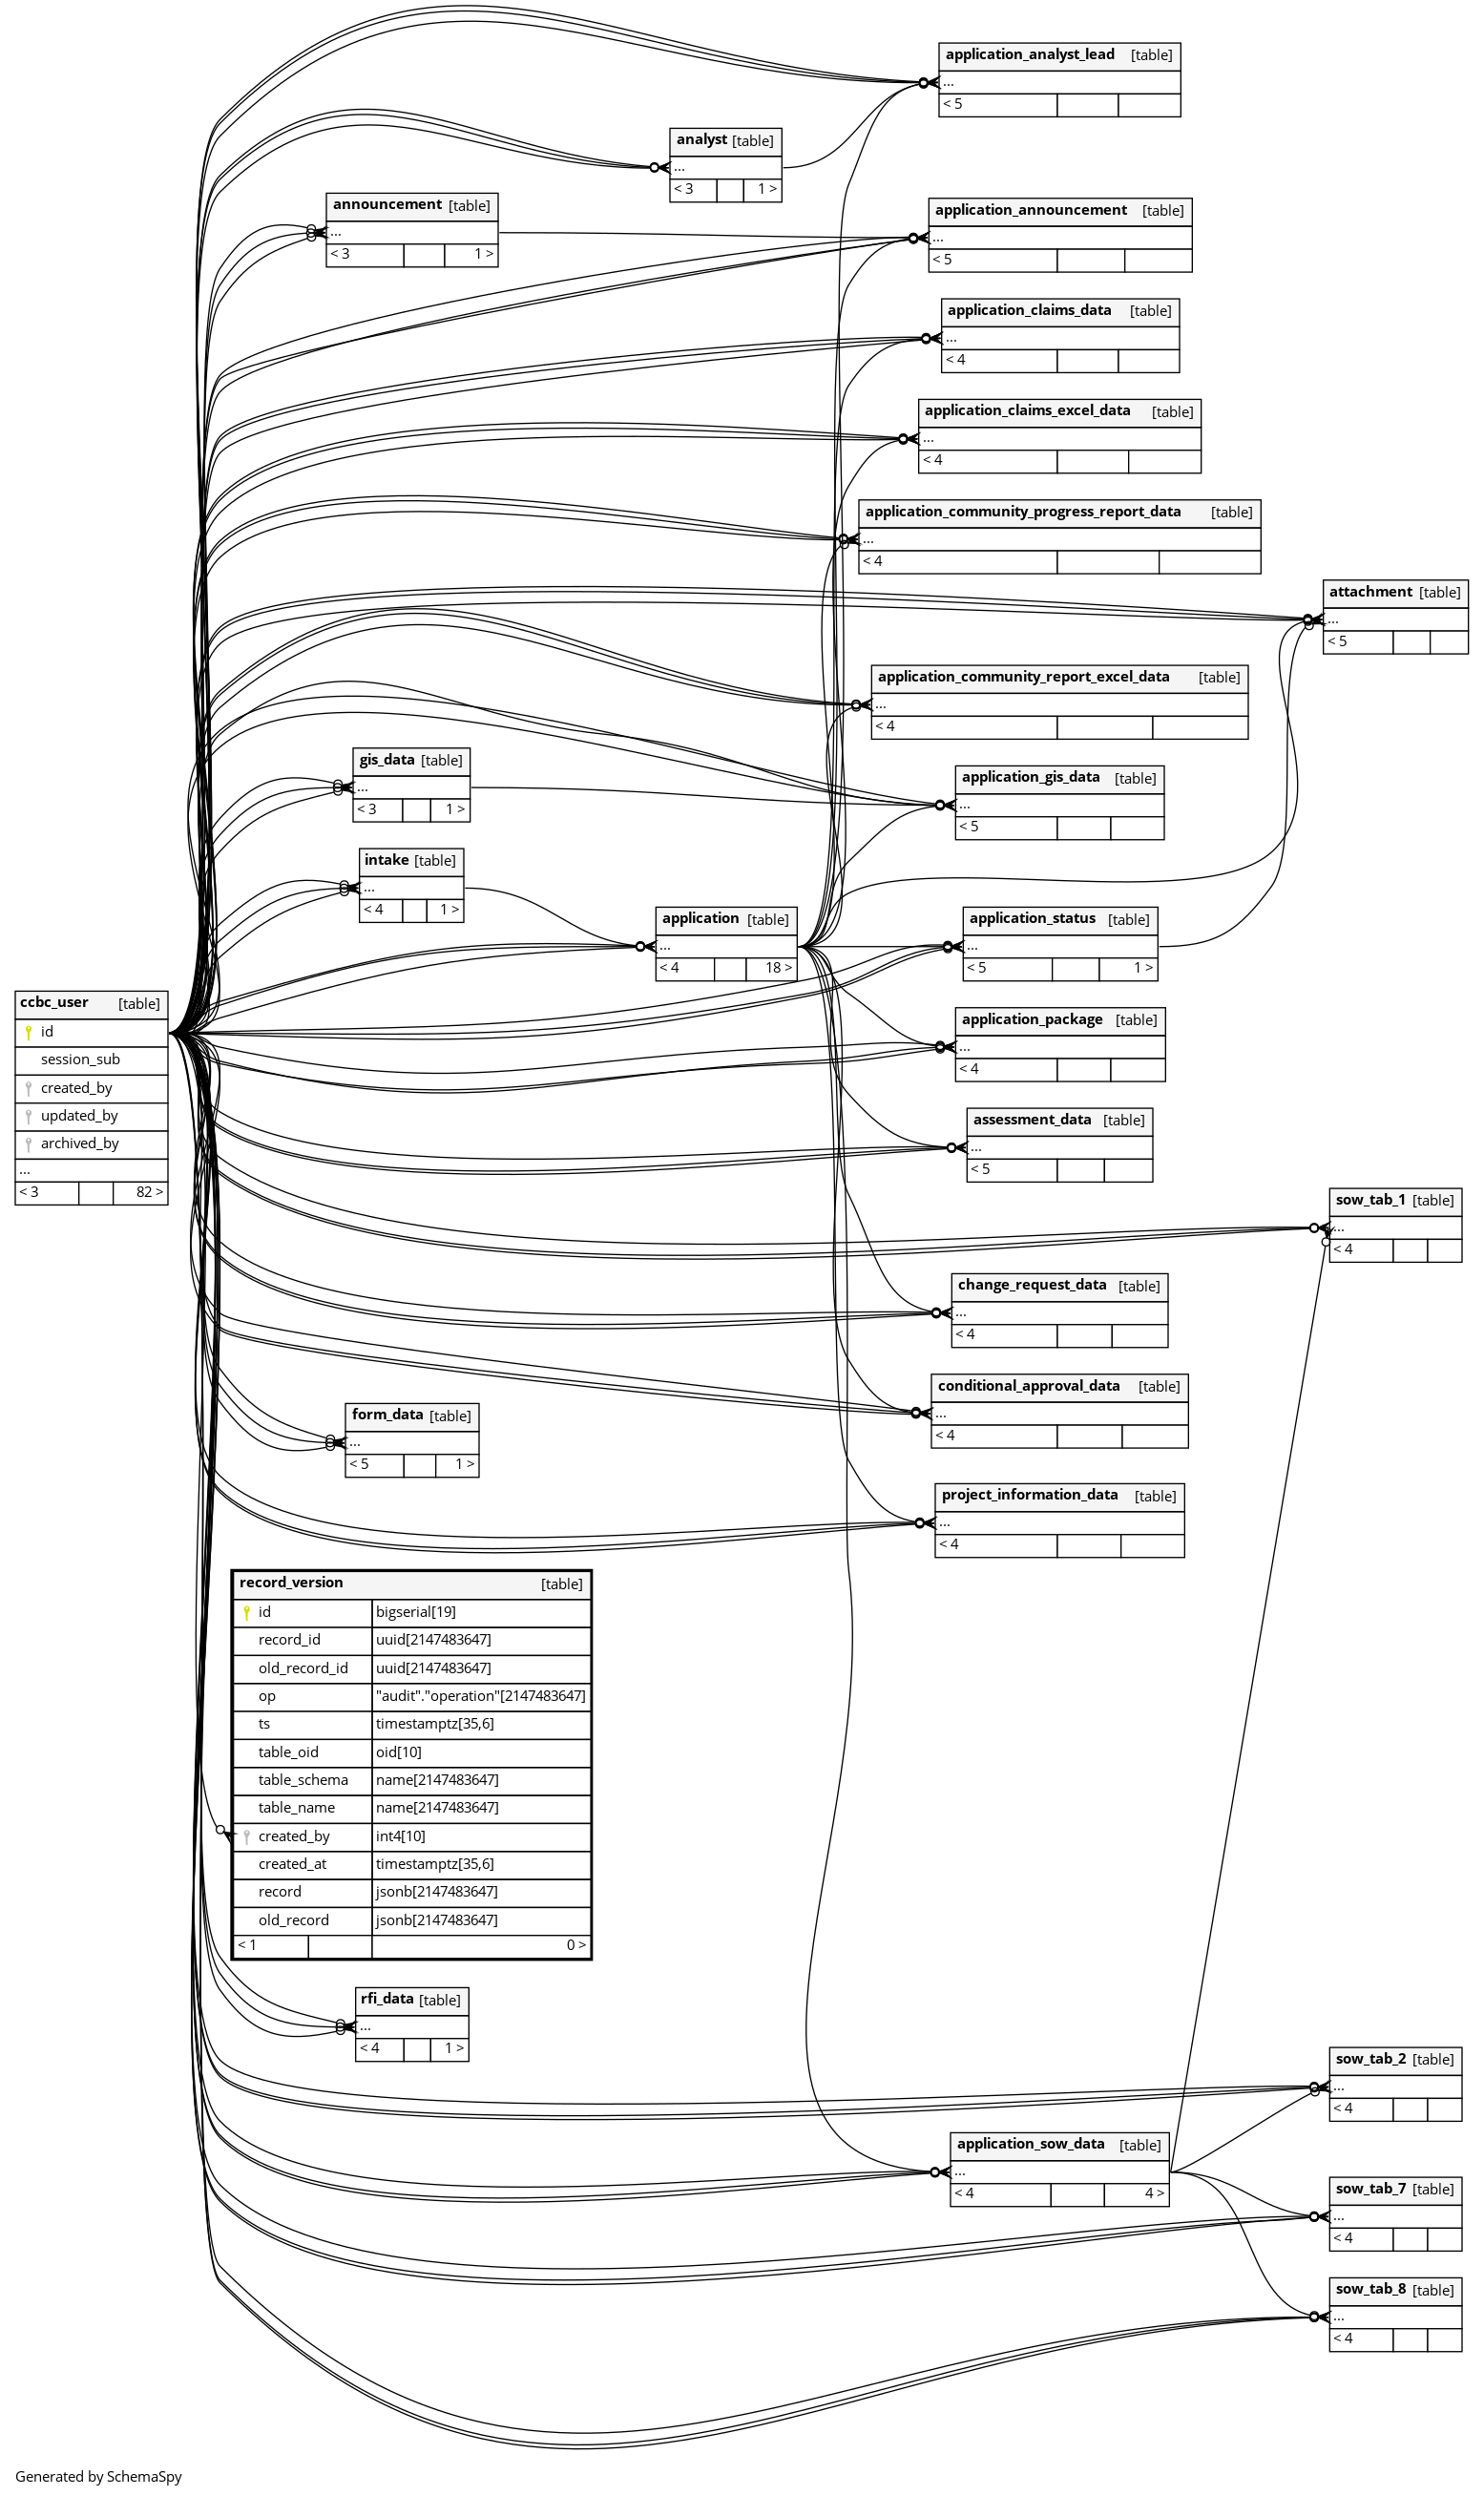 application_analyst_lead [table]
...
< 5
analyst [table]
...
< 3 1 >
announcement [table]
...
< 3 1 >
application_announcement [table]
...
< 5
application_claims_data [table]
...
< 4
application_claims_excel_data [table]
...
< 4
application_community_progress_report_data [table]
...
< 4
attachment [table]
...
< 5
application_community_report_excel_data [table]
...
< 4
gis_data [table]
...
< 3 1 >
application_gis_data [table]
...
< 5
intake [table]
...
< 4 1 >
application [table]
...
< 4 18 >
application_status [table]
...
< 5 1 >
ccbc_user [table]
id
session_sub
created_by
updated_by
archived_by
...
< 3 82 >
application_package [table]
...
< 4
assessment_data [table]
...
< 5
sow_tab_1 [table]
...
< 4
change_request_data [table]
...
< 4
conditional_approval_data [table]
...
< 4
form_data [table]
...
< 5 1 >
project_information_data [table]
...
< 4
record_version [table]
id bigserial[19]
record_id uuid[2147483647]
old_record_id uuid[2147483647]
op "audit"."operation"[2147483647]
ts timestamptz[35,6]
table_oid oid[10]
table_schema name[2147483647]
table_name name[2147483647]
created_by int4[10]
created_at timestamptz[35,6]
record jsonb[2147483647]
old_record jsonb[2147483647]
< 1 0 >
rfi_data [table]
...
< 4 1 >
sow_tab_2 [table]
...
< 4
application_sow_data [table]
...
< 4 4 >
sow_tab_7 [table]
...
< 4
sow_tab_8 [table]
...
< 4
Generated by SchemaSpy